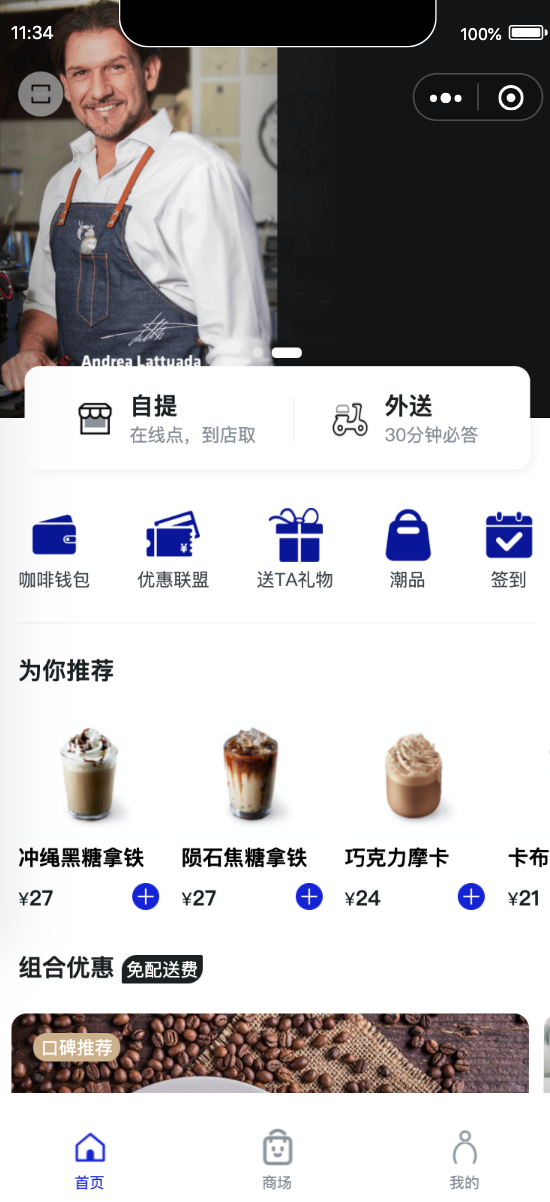 11:34
100%
Andrea Lattuada
自提
在线点，到店取
外送
30分钟必答
咖啡钱包
优惠联盟
送TA礼物
潮品
签到
为你推荐
冲绳黑糖拿铁
陨石焦糖拿铁
巧克力摩卡
卡布
¥27
¥27
¥24
¥21
组合优惠 免配送费
口碑推荐
首页
商场
我的